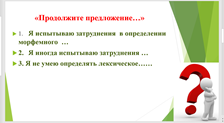 «Продолжите предложение…»
1. Я испытываю затруднения в определении
морфемного …
2. Я иногда испытываю затруднения …
3. Я не умею определять лексическое……